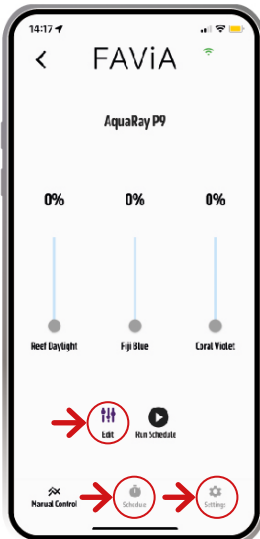 14:17
FAViA
AquaRay P9
0% 0% 0%
Reef Daylight Fiji Blue Coral Violet
Edit Run Schedule
Manual Control Schedule Settings